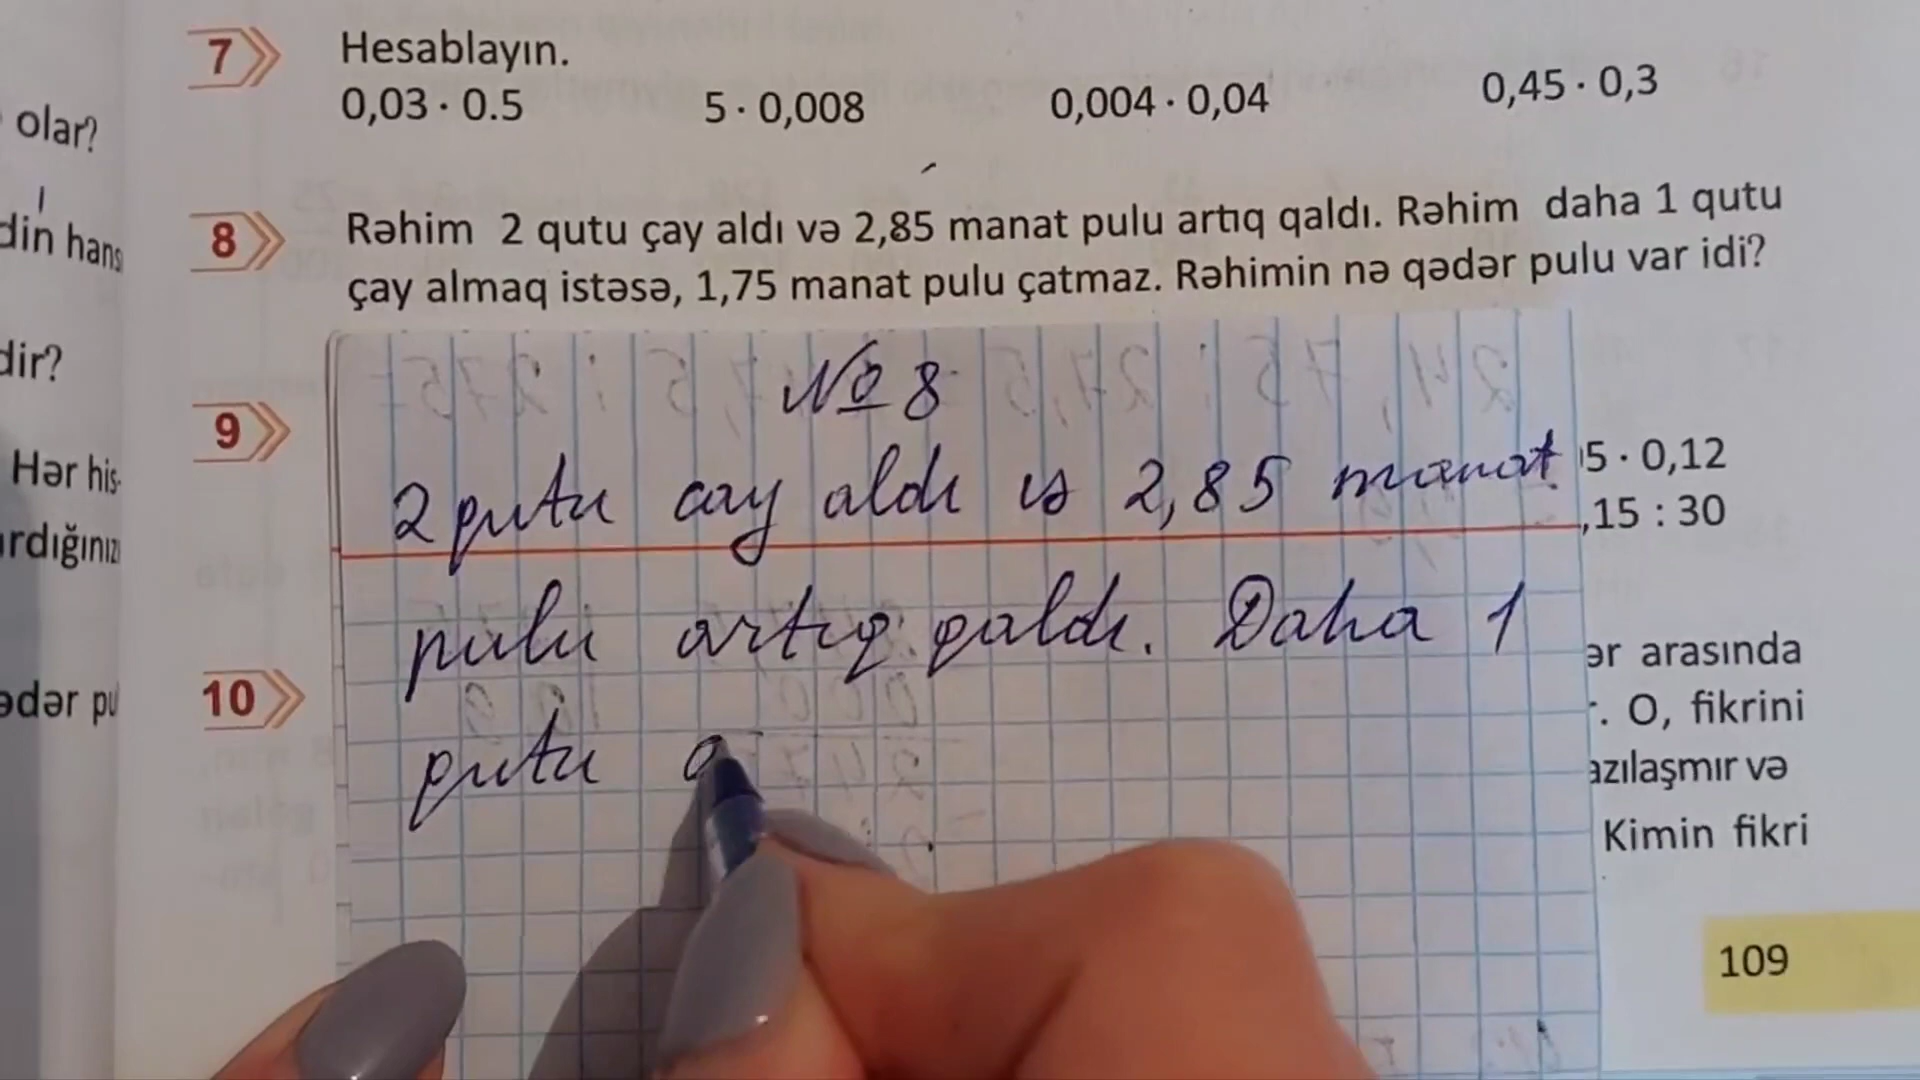 olar?
din hans
dir?
Hər his-
ardığınız
ədər pu
7
Hesablayın.
0,03 · 0.5 5 · 0,008 0,004 · 0,04 0,45 · 0,3
8
Rəhim 2 qutu çay aldı və 2,85 manat pulu artıq qaldı. Rəhim daha 1 qutu
çay almaq istəsə, 1,75 manat pulu çatmaz. Rəhimin nə qədər pulu var idi?
№ 8
2 qutu çay aldı və 2,85 manat
pulu artıq qaldı. Daha 1
qutu
9
5 · 0,12
,15 : 30
10
ər arasında
. O, fikrini
azılaşmır və
Kimin fikri
109